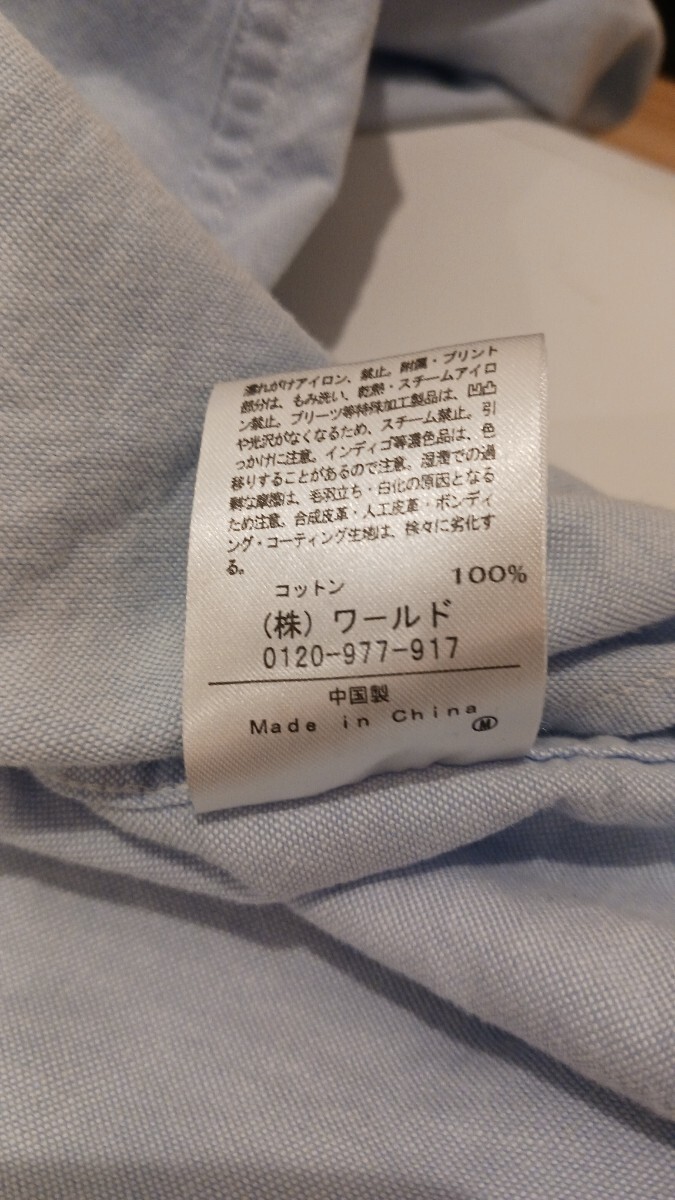 濡れがけアイロン、禁止。附属・プリント
部分は、もみ洗い、乾熱・スチームアイロ
ン禁止。プリーツ等特殊加工製品は、凹凸
や光沢がなくなるため、スチーム禁止。引
っかけに注意。インディゴ等濃色品は、色
移りすることがあるので注意。湿潤での過
剰な摩擦は、毛羽立ち・白化の原因となる
ため注意。合成皮革・人工皮革・ボンディ
ング・コーティング生地は、徐々に劣化す
る。
コットン 100%
(株) ワールド
0120-977-917
中国製
Made in China Ⓜ